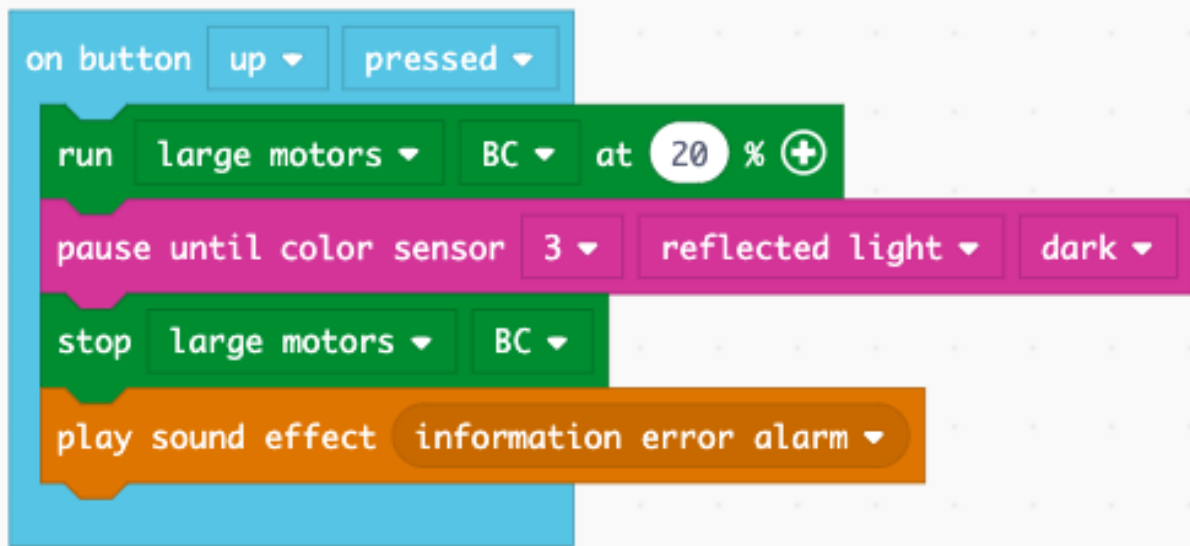 on button up pressed
run large motors BC at 20 %
pause until color sensor 3 reflected light dark
stop large motors BC
play sound effect information error alarm